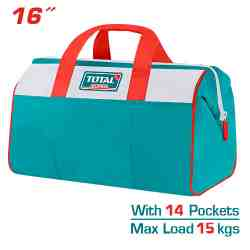 16”
TOTAL
With 14 Pockets
Max Load 15 kgs